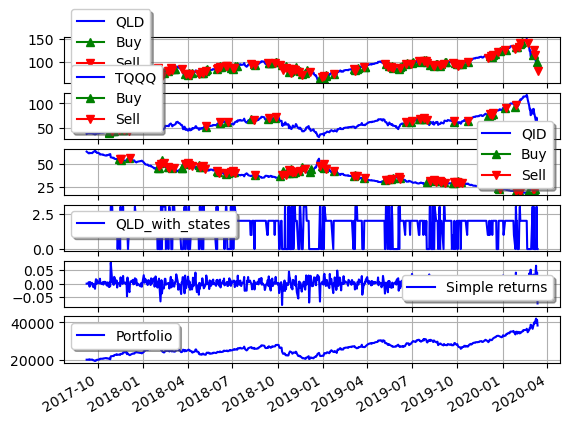 QLD
Buy
Sell
150
100
TQQQ
Buy
Sell
100
50
QID
Buy
Sell
50
25
QLD_with_states
2.5
0.0
Simple returns
0.05
0.00
−0.05
Portfolio
40000
20000
2017-10
2018-01
2018-04
2018-07
2018-10
2019-01
2019-04
2019-07
2019-10
2020-01
2020-04